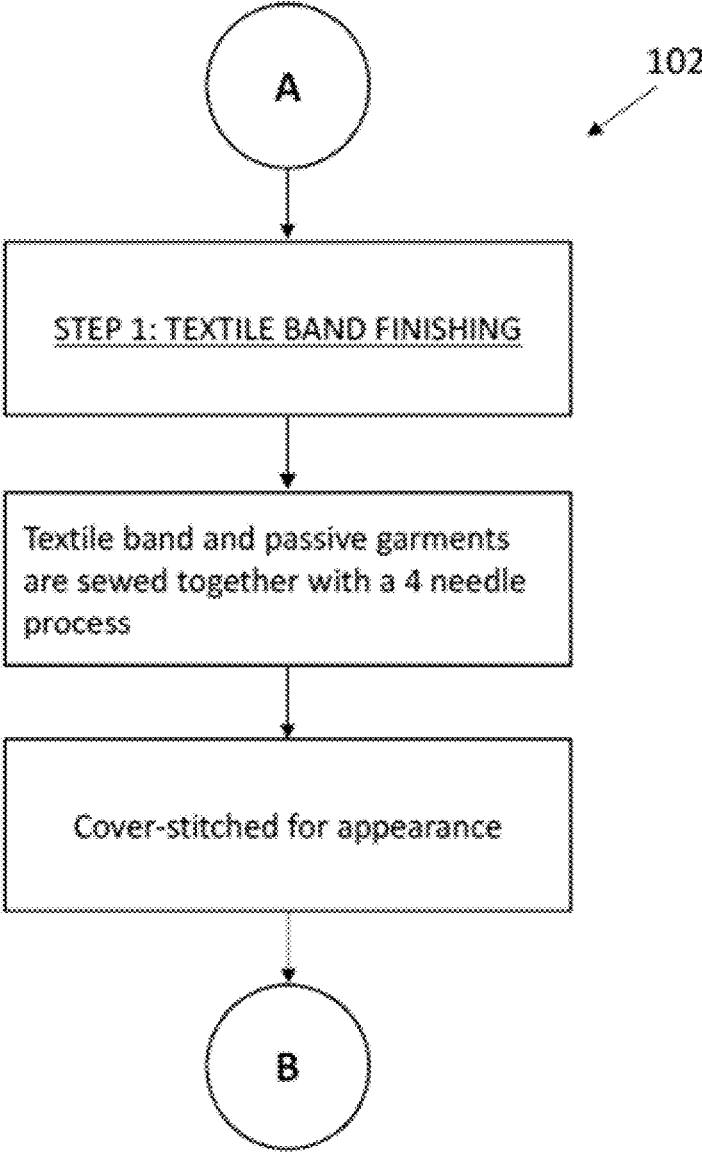 A
102
STEP 1: TEXTILE BAND FINISHING
Textile band and passive garments
are sewed together with a 4 needle
process
Cover-stitched for appearance
B